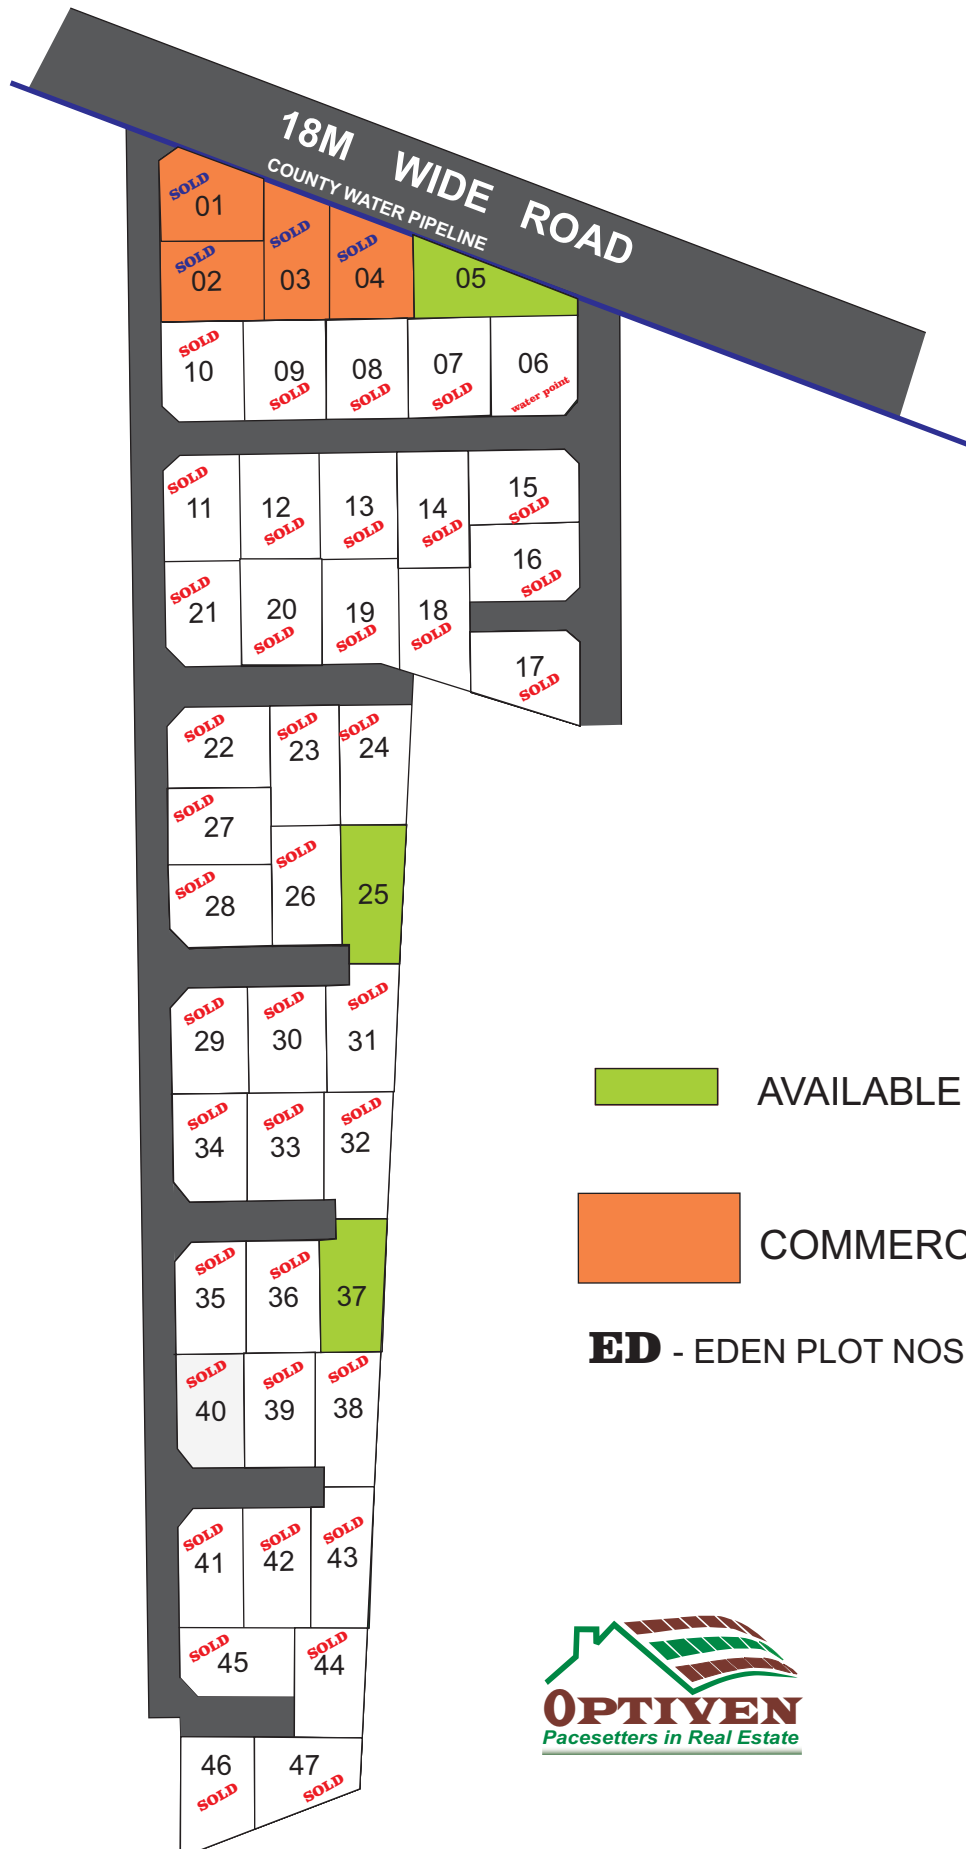 18M WIDE ROAD
COUNTY WATER PIPELINE
SOLD
01
SOLD
02
SOLD
03
SOLD
04
05
SOLD
10
09
SOLD
08
SOLD
07
SOLD
06
water point
SOLD
11
12
SOLD
13
SOLD
14
SOLD
15
SOLD
16
SOLD
SOLD
21
20
SOLD
19
SOLD
18
SOLD
17
SOLD
SOLD
22
SOLD
23
SOLD
24
SOLD
27
SOLD
28
SOLD
26
25
SOLD
29
SOLD
30
SOLD
31
SOLD
34
SOLD
33
SOLD
32
SOLD
35
SOLD
36
37
SOLD
40
SOLD
39
SOLD
38
SOLD
41
SOLD
42
SOLD
43
SOLD
45
SOLD
44
46
SOLD
47
SOLD
AVAILABLE
COMMERC
ED - EDEN PLOT NOS
OPTIVEN
Pacesetters in Real Estate